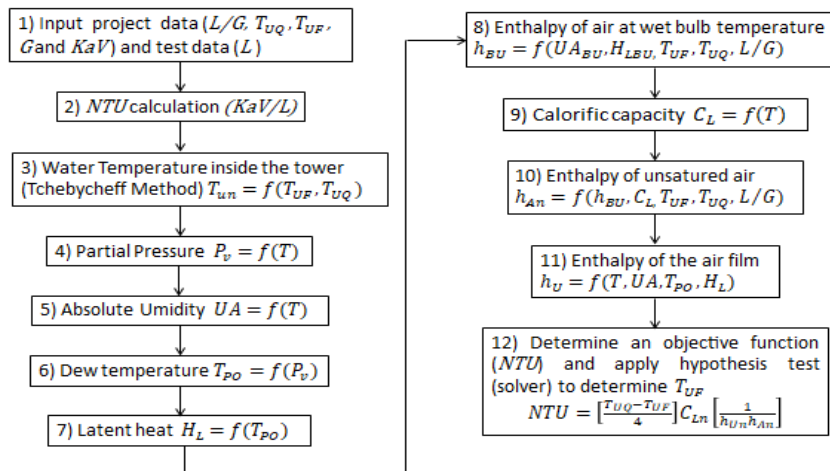 1) Input project data (L/G, T_UQ, T_UF,
G and KaV) and test data (L)
2) NTU calculation (KaV/L)
3) Water Temperature inside the tower
(Tchebycheff Method) T_un = f(T_UF, T_UQ)
4) Partial Pressure P_v = f(T)
5) Absolute Umidity UA = f(T)
6) Dew temperature T_PO = f(P_v)
7) Latent heat H_L = f(T_PO)
8) Enthalpy of air at wet bulb temperature
h_BU = f(UA_BU, H_LBU, T_UF, T_UQ, L/G)
9) Calorific capacity C_L = f(T)
10) Enthalpy of unsatured air
h_An = f(h_BU, C_L, T_UF, T_UQ, L/G)
11) Enthalpy of the air film
h_U = f(T, UA, T_PO, H_L)
12) Determine an objective function
(NTU) and apply hypothesis test
(solver) to determine T_UF
NTU = [(T_UQ − T_UF)/4] C_Ln [1/(h_Un h_An)]